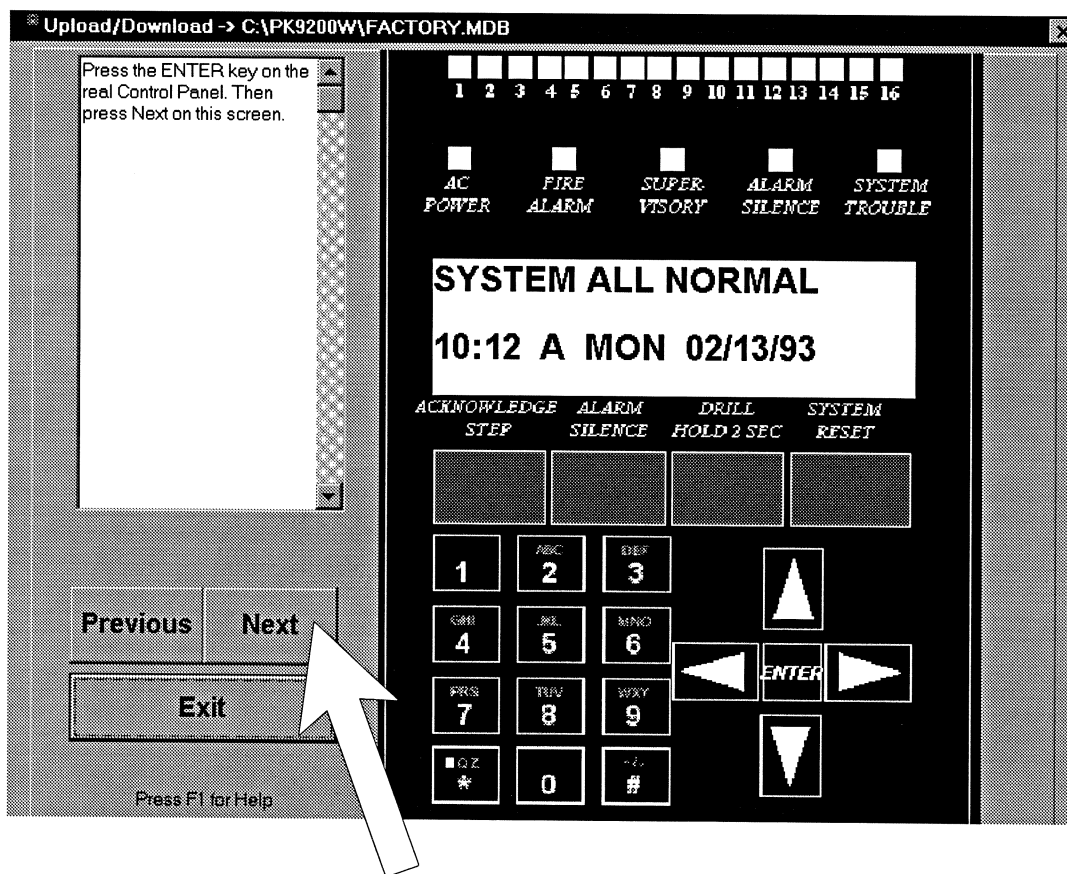 Upload/Download -> C:\PK9200W\FACTORY.MDB
Press the ENTER key on the
real Control Panel. Then
press Next on this screen.
Previous Next
Exit
Press F1 for Help
1 2 3 4 5 6 7 8 9 10 11 12 13 14 15 16
AC POWER
FIRE ALARM
SUPER- VISORY
ALARM SILENCE
SYSTEM TROUBLE
SYSTEM ALL NORMAL
10:12 A MON 02/13/93
ACKNOWLEDGE STEP
ALARM SILENCE
DRILL HOLD 2 SEC
SYSTEM RESET
1
ABC
2
DEF
3
GHI
4
JKL
5
MNO
6
PRS
7
TUV
8
WXY
9
QZ
*
0
#
ENTER